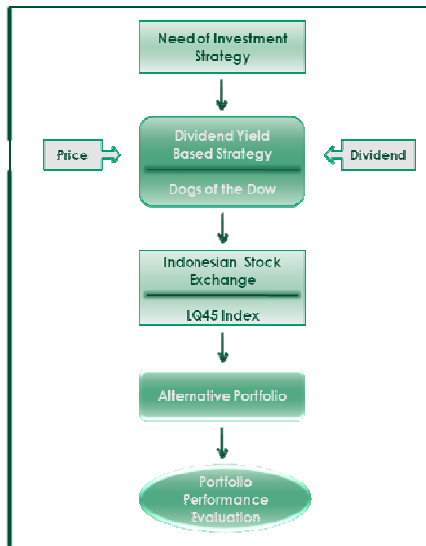 Need of Investment
Strategy
Dividend Yield
Based Strategy
Price
Dividend
Dogs of the Dow
Indonesian Stock
Exchange
LQ45 Index
Alternative Portfolio
Portfolio
Performance
Evaluation